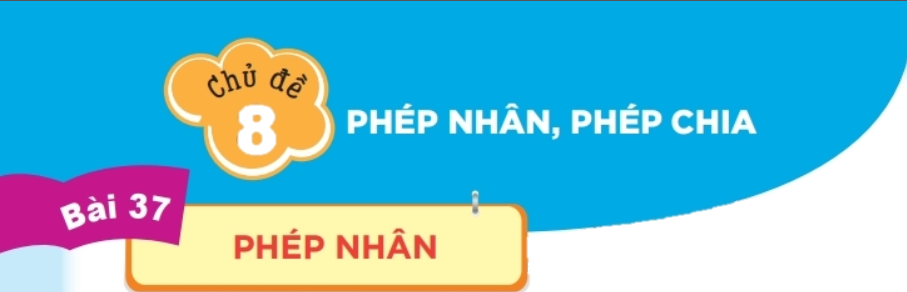 Chủ đề
8
PHÉP NHÂN, PHÉP CHIA
Bài 37
PHÉP NHÂN